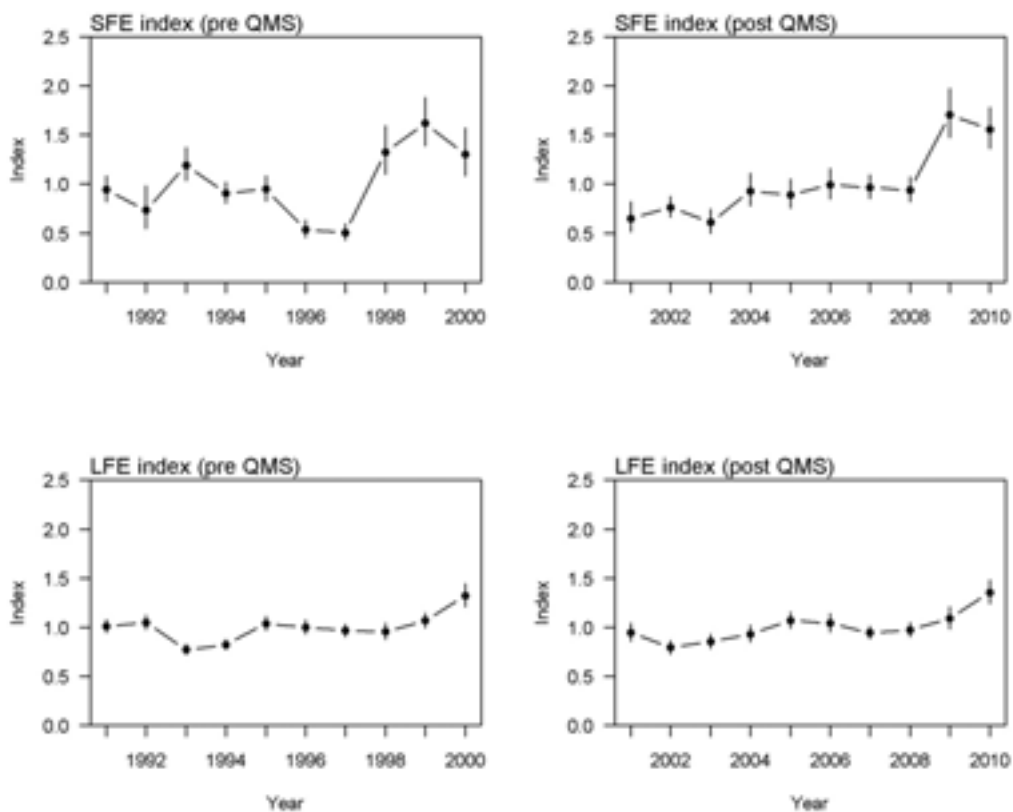 SFE index (pre QMS)
2.5
2.0
1.5
1.0
0.5
0.0
Index
1992 1994 1996 1998 2000
Year
SFE index (post QMS)
2.5
2.0
1.5
1.0
0.5
0.0
Index
2002 2004 2006 2008 2010
Year
LFE index (pre QMS)
2.5
2.0
1.5
1.0
0.5
0.0
Index
1992 1994 1996 1998 2000
Year
LFE index (post QMS)
2.5
2.0
1.5
1.0
0.5
0.0
Index
2002 2004 2006 2008 2010
Year